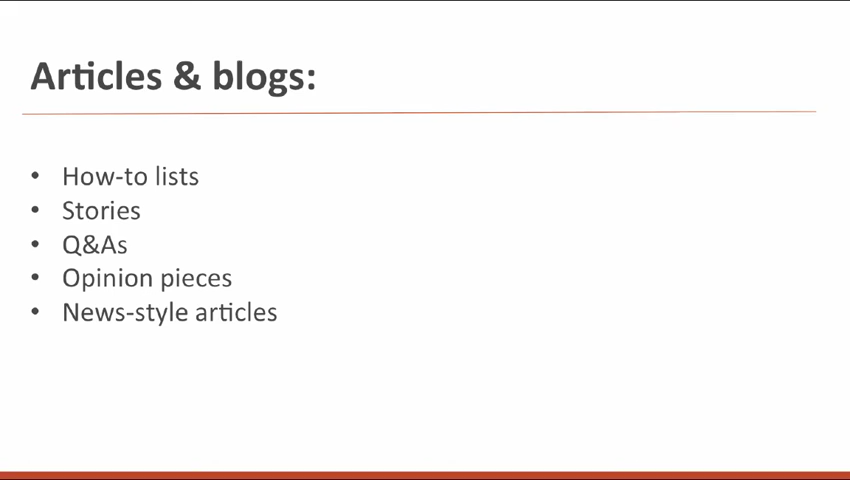 Articles & blogs:
• How-to lists
• Stories
• Q&As
• Opinion pieces
• News-style articles